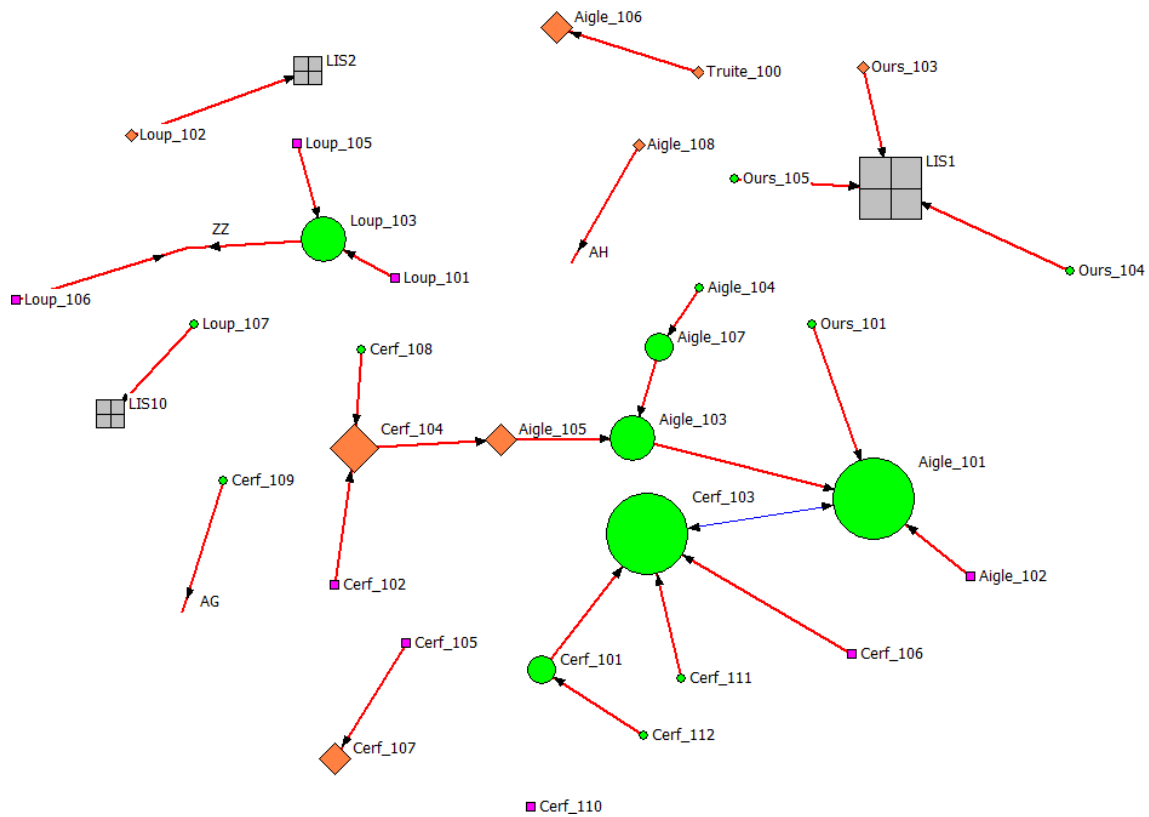 Aigle_106
LIS2
Truite_100
Ours_103
Loup_102
Loup_105
Aigle_108
LIS1
Ours_105
Loup_103
ZZ
AH
Ours_104
Loup_101
Loup_106
Aigle_104
Loup_107
Ours_101
Aigle_107
Cerf_108
LIS10
Aigle_103
Cerf_104
Aigle_105
Aigle_101
Cerf_109
Cerf_103
Aigle_102
Cerf_102
AG
Cerf_105
Cerf_106
Cerf_101
Cerf_111
Cerf_112
Cerf_107
Cerf_110